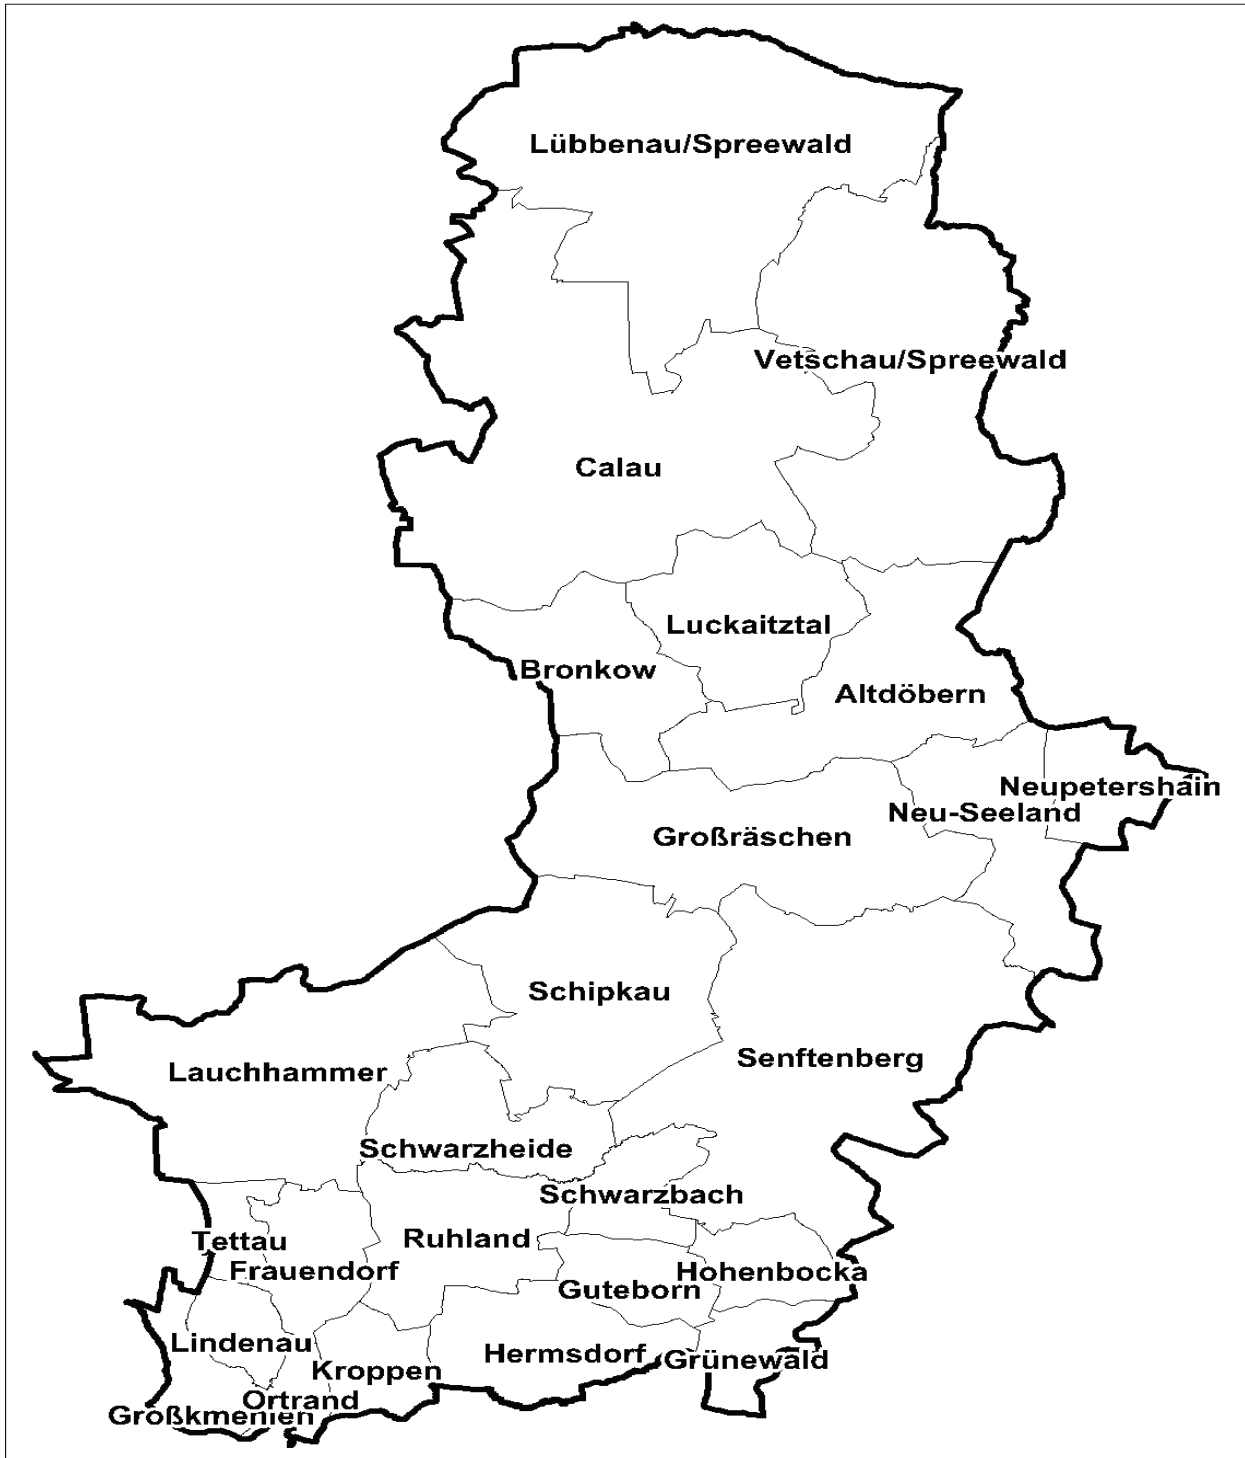 Lübbenau/Spreewald
Vetschau/Spreewald
Calau
Luckaitztal
Bronkow
Altdöbern
Neupetershain
Neu-Seeland
Großräschen
Schipkau
Senftenberg
Lauchhammer
Schwarzheide
Schwarzbach
Ruhland
Tettau
Frauendorf
Hohenbocka
Guteborn
Lindenau
Hermsdorf
Grünewald
Kroppen
Ortrand
Großkmehlen